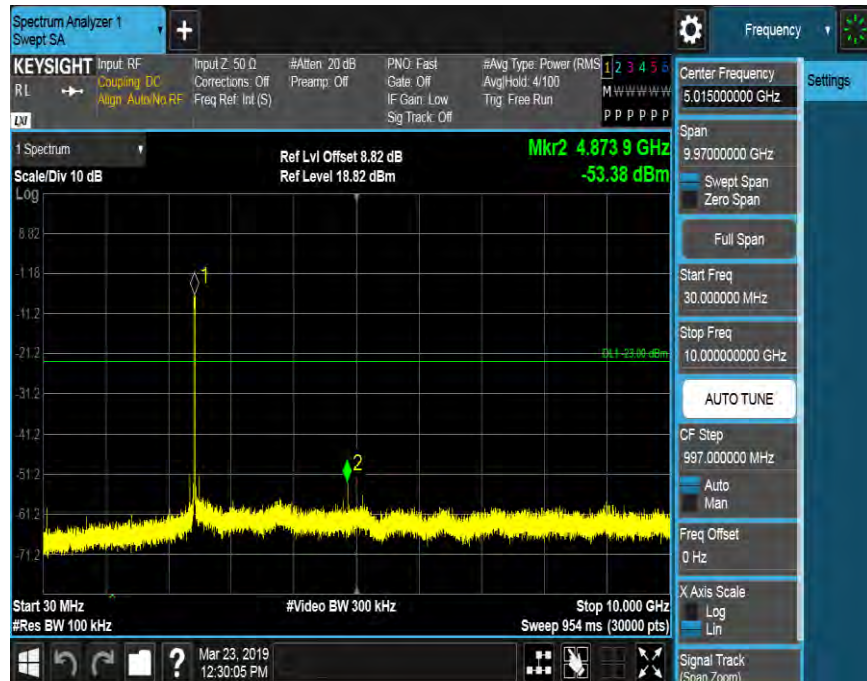 Spectrum Analyzer 1
Swept SA
+
Frequency
KEYSIGHT
RL
LXI
Input: RF
Coupling: DC
Align: Auto/No RF
Input Z: 50 Ω
Corrections: Off
Freq Ref: Int (S)
#Atten: 20 dB
Preamp: Off
PNO: Fast
Gate: Off
IF Gain: Low
Sig Track: Off
#Avg Type: Power (RMS
Avg|Hold: 4/100
Trig: Free Run
1 2 3 4 5 6
M W W W W W
P P P P P P
Center Frequency
5.015000000 GHz
Settings
1 Spectrum
Scale/Div 10 dB
Ref Lvl Offset 8.82 dB
Ref Level 18.82 dBm
Mkr2 4.873 9 GHz
-53.38 dBm
Span
9.97000000 GHz
Swept Span
Zero Span
Full Span
Log
8.82
-1.18
-11.2
-21.2
-31.2
-41.2
-51.2
-61.2
-71.2
1
2
DL1 -23.00 dBm
Start Freq
30.000000 MHz
Stop Freq
10.000000000 GHz
AUTO TUNE
CF Step
997.000000 MHz
Auto
Man
Freq Offset
0 Hz
X Axis Scale
Log
Lin
Signal Track
(Span Zoom)
Start 30 MHz
#Res BW 100 kHz
#Video BW 300 kHz
Stop 10.000 GHz
Sweep 954 ms (30000 pts)
?
Mar 23, 2019
12:30:05 PM